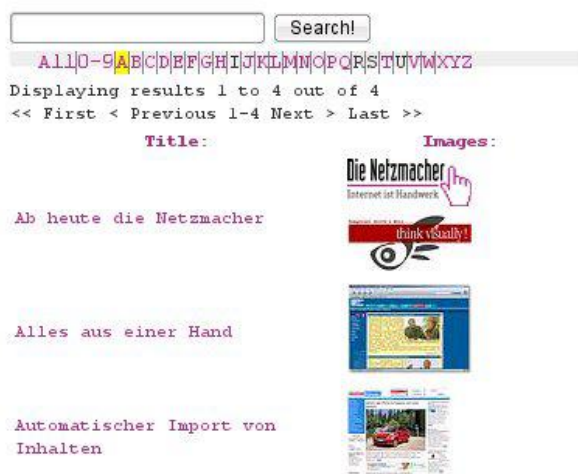 Search!
All|0-9|A|B|C|D|E|F|G|H|I|J|K|L|M|N|O|P|Q|R|S|T|U|V|W|X|Y|Z
Displaying results 1 to 4 out of 4
<< First < Previous 1-4 Next > Last >>
Title: Images:
Die Netzmacher
Internet ist Handwerk
Ab heute die Netzmacher
think visually!
Alles aus einer Hand
Automatischer Import von
Inhalten